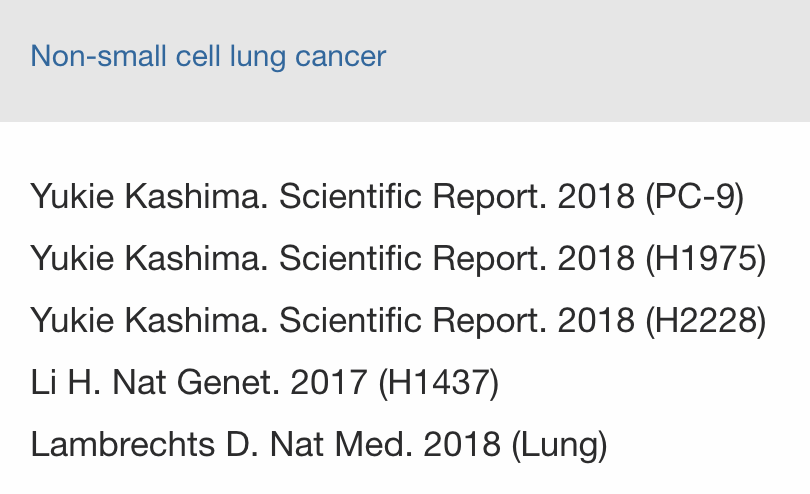 Non-small cell lung cancer
Yukie Kashima. Scientific Report. 2018 (PC-9)
Yukie Kashima. Scientific Report. 2018 (H1975)
Yukie Kashima. Scientific Report. 2018 (H2228)
Li H. Nat Genet. 2017 (H1437)
Lambrechts D. Nat Med. 2018 (Lung)